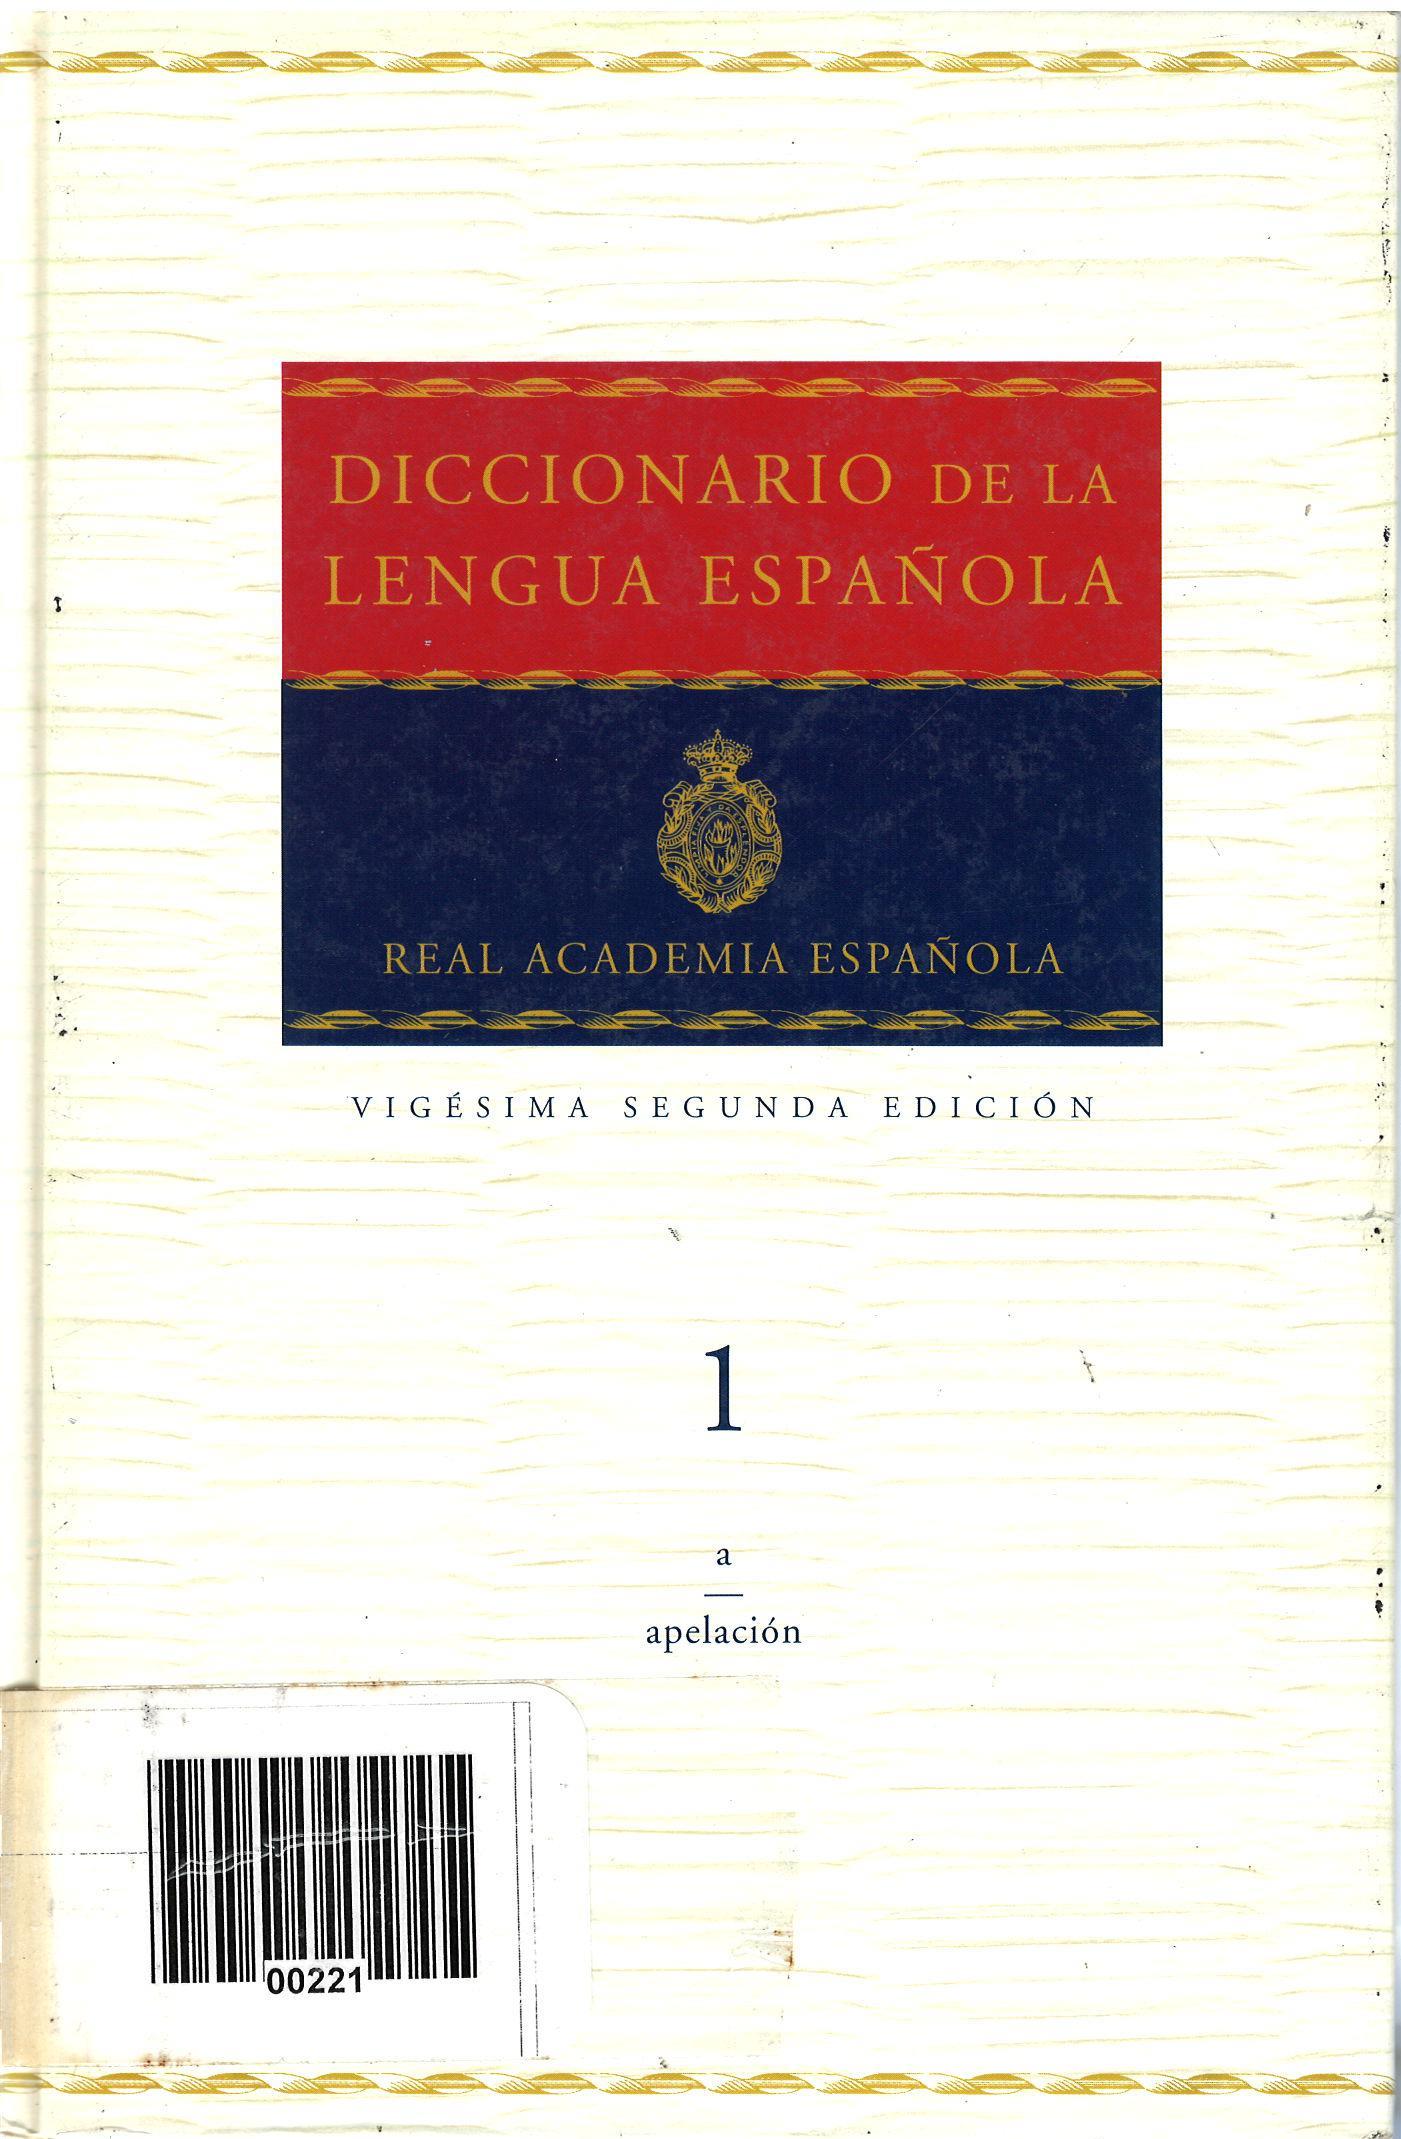 DICCIONARIO DE LA
LENGUA ESPAÑOLA
REAL ACADEMIA ESPAÑOLA
VIGÉSIMA SEGUNDA EDICIÓN
1
a
—
apelación
00221